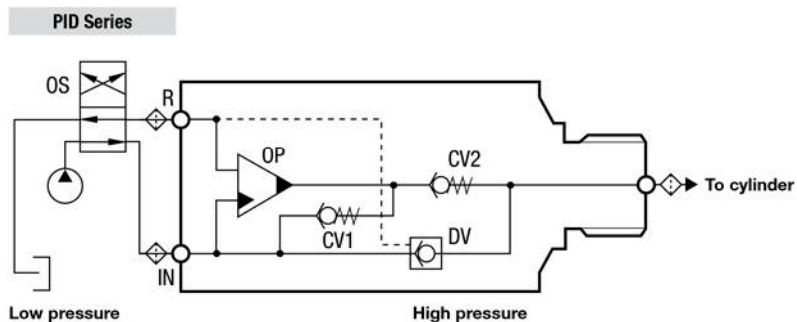 PID Series
OS
R
OP
CV2
To cylinder
CV1
DV
IN
Low pressure
High pressure